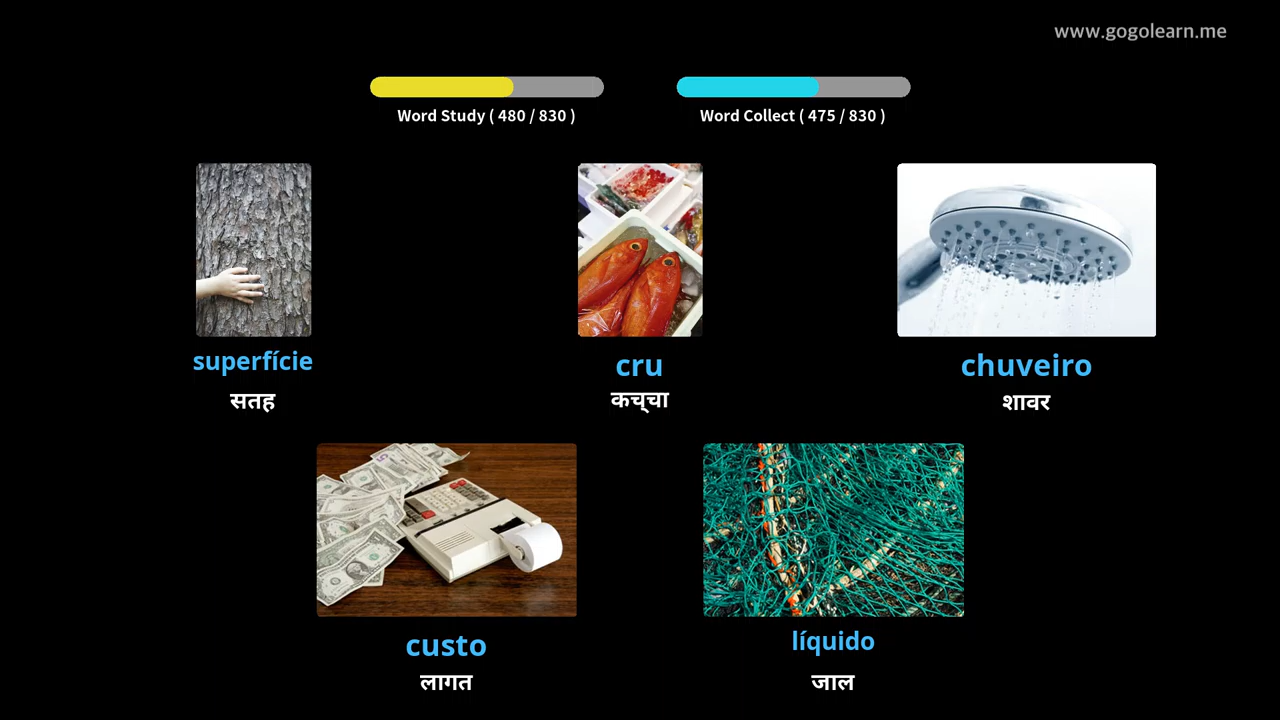 www.gogolearn.me
Word Study ( 480 / 830 )
Word Collect ( 475 / 830 )
superfície
सतह
cru
कच्चा
chuveiro
शावर
custo
लागत
líquido
जाल